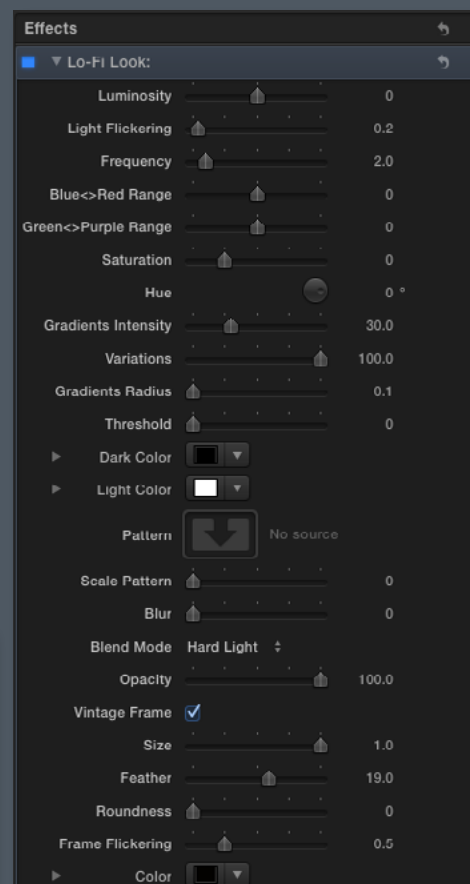 Effects
Lo-Fi Look:
Luminosity 0
Light Flickering 0.2
Frequency 2.0
Blue<>Red Range 0
Green<>Purple Range 0
Saturation 0
Hue 0 °
Gradients Intensity 30.0
Variations 100.0
Gradients Radius 0.1
Threshold 0
Dark Color
Light Color
Pattern No source
Scale Pattern 0
Blur 0
Blend Mode Hard Light
Opacity 100.0
Vintage Frame
Size 1.0
Feather 19.0
Roundness 0
Frame Flickering 0.5
Color